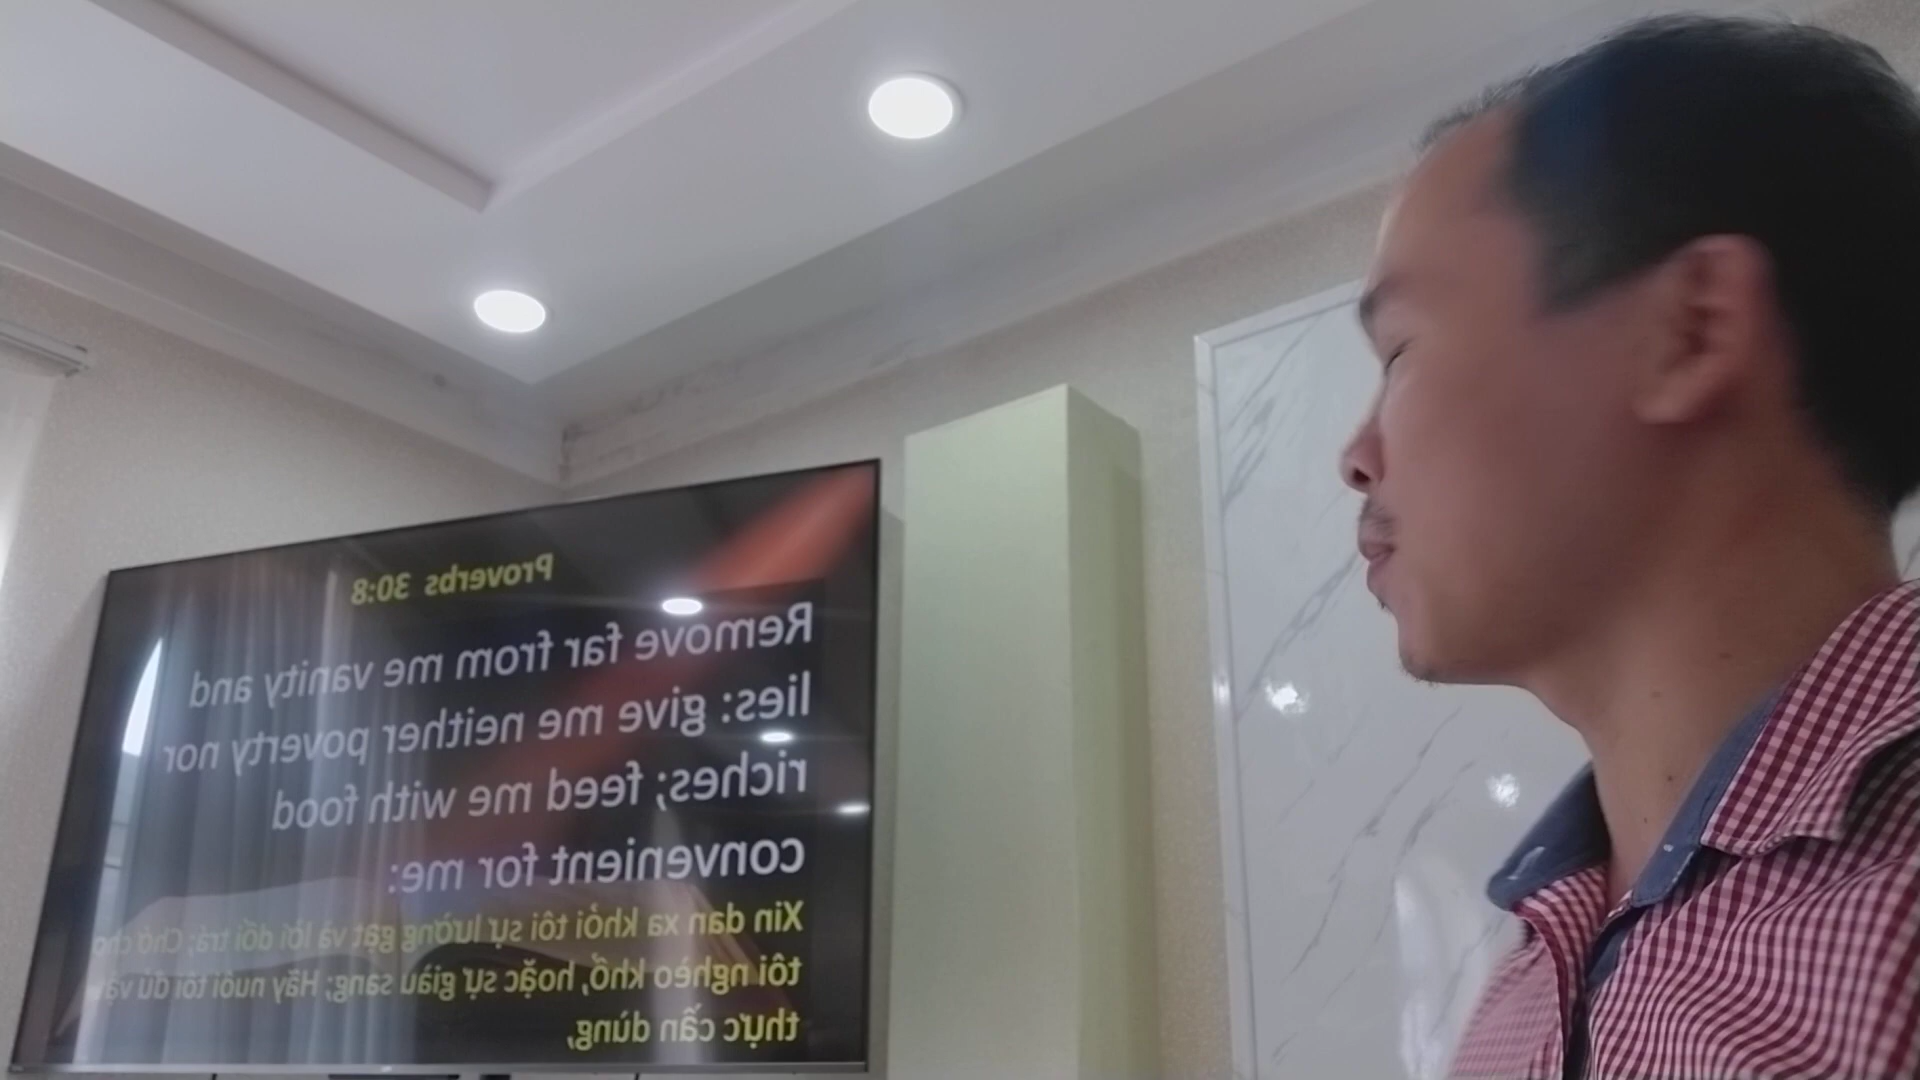 Proverbs 30:8
Remove far from me vanity and
lies: give me neither poverty nor
riches; feed me with food
convenient for me:
Xin dan xa khỏi tôi sự lường gạt và lời dối trá; Chớ cho
tôi nghèo khổ, hoặc sự giàu sang; Hãy nuôi tôi đủ vậ
thực cần dùng,